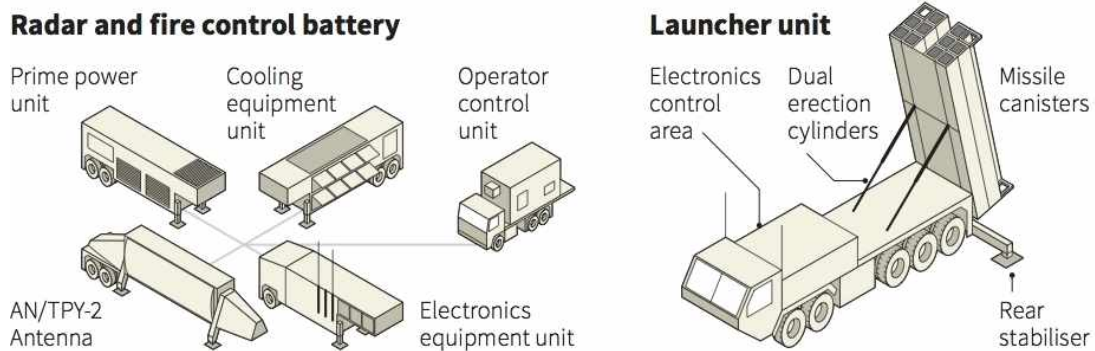 Radar and fire control battery
Prime power
unit
Cooling
equipment
unit
Operator
control
unit
AN/TPY-2
Antenna
Electronics
equipment unit
Launcher unit
Electronics
control
area
Dual
erection
cylinders
Missile
canisters
Rear
stabiliser